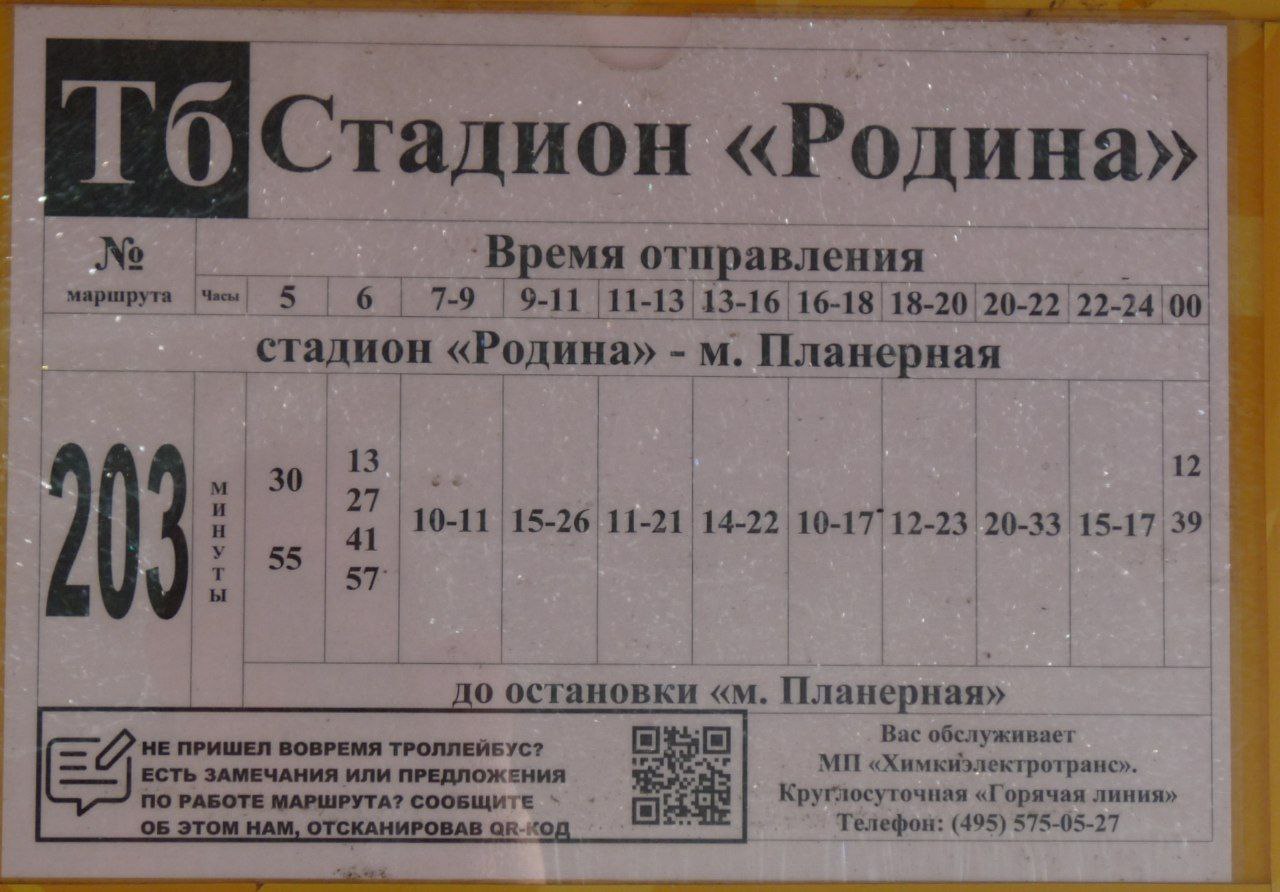 Тб Стадион «Родина»
№ маршрута
Время отправления
Часы 5 6 7-9 9-11 11-13 13-16 16-18 18-20 20-22 22-24 00
стадион «Родина» - м. Планерная
203
МИНУТЫ
30
55
13
27
41
57
10-11 15-26 11-21 14-22 10-17 12-23 20-33 15-17
12
39
до остановки «м. Планерная»
НЕ ПРИШЕЛ ВОВРЕМЯ ТРОЛЛЕЙБУС?
ЕСТЬ ЗАМЕЧАНИЯ ИЛИ ПРЕДЛОЖЕНИЯ
ПО РАБОТЕ МАРШРУТА? СООБЩИТЕ
ОБ ЭТОМ НАМ, ОТСКАНИРОВАВ QR-КОД
Вас обслуживает
МП «Химкиэлектротранс».
Круглосуточная «Горячая линия»
Телефон: (495) 575-05-27